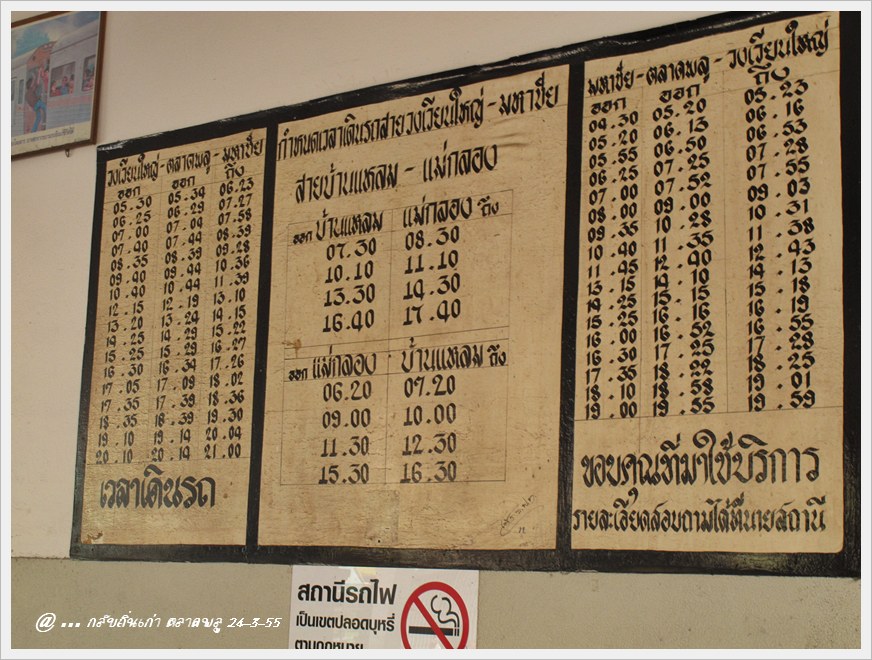 วงเวียนใหญ่ - ตลาดพลุ - มหาชัย
ออก ออก ถึง
05.30 05.34 06.23
06.25 06.29 07.27
07.00 07.04 07.58
07.40 07.44 08.39
08.35 08.39 09.28
09.40 09.44 10.36
10.40 10.44 11.39
12.15 12.19 13.10
13.20 13.24 14.15
14.25 14.29 15.22
15.25 15.29 16.27
16.30 16.34 17.26
17.05 17.09 18.02
17.35 17.39 18.36
18.35 18.39 19.30
19.10 19.14 20.04
20.10 20.14 21.00
เวลาเดินรถ
กำหนดเวลาเดินรถสายวงเวียนใหญ่ - มหาชัย
สายบ้านแหลม - แม่กลอง
ออก บ้านแหลม แม่กลอง ถึง
07.30 08.30
10.10 11.10
13.30 14.30
16.40 17.40
ออก แม่กลอง - บ้านแหลม ถึง
06.20 07.20
09.00 10.00
11.30 12.30
15.30 16.30
มหาชัย - ตลาดพลุ - วงเวียนใหญ่
ออก ออก ถึง
04.30 05.20 05.23
05.20 06.13 06.16
05.55 06.50 06.53
06.25 07.25 07.28
07.00 07.52 07.55
08.00 09.00 09.03
09.35 10.28 10.31
10.40 11.35 11.38
11.45 12.40 12.43
13.15 14.10 14.13
14.25 15.15 15.18
15.25 16.16 16.19
16.00 16.52 16.55
16.30 17.25 17.28
17.35 18.22 18.25
18.10 18.58 19.01
19.00 19.55 19.59
ขอบคุณที่มาใช้บริการ
รายละเอียดสอบถามได้ที่นายสถานี
สถานีรถไฟ
เป็นเขตปลอดบุหรี่
ตามกฎหมาย
@ ... กลับถิ่นเก่า ตลาดพลู 24-3-55